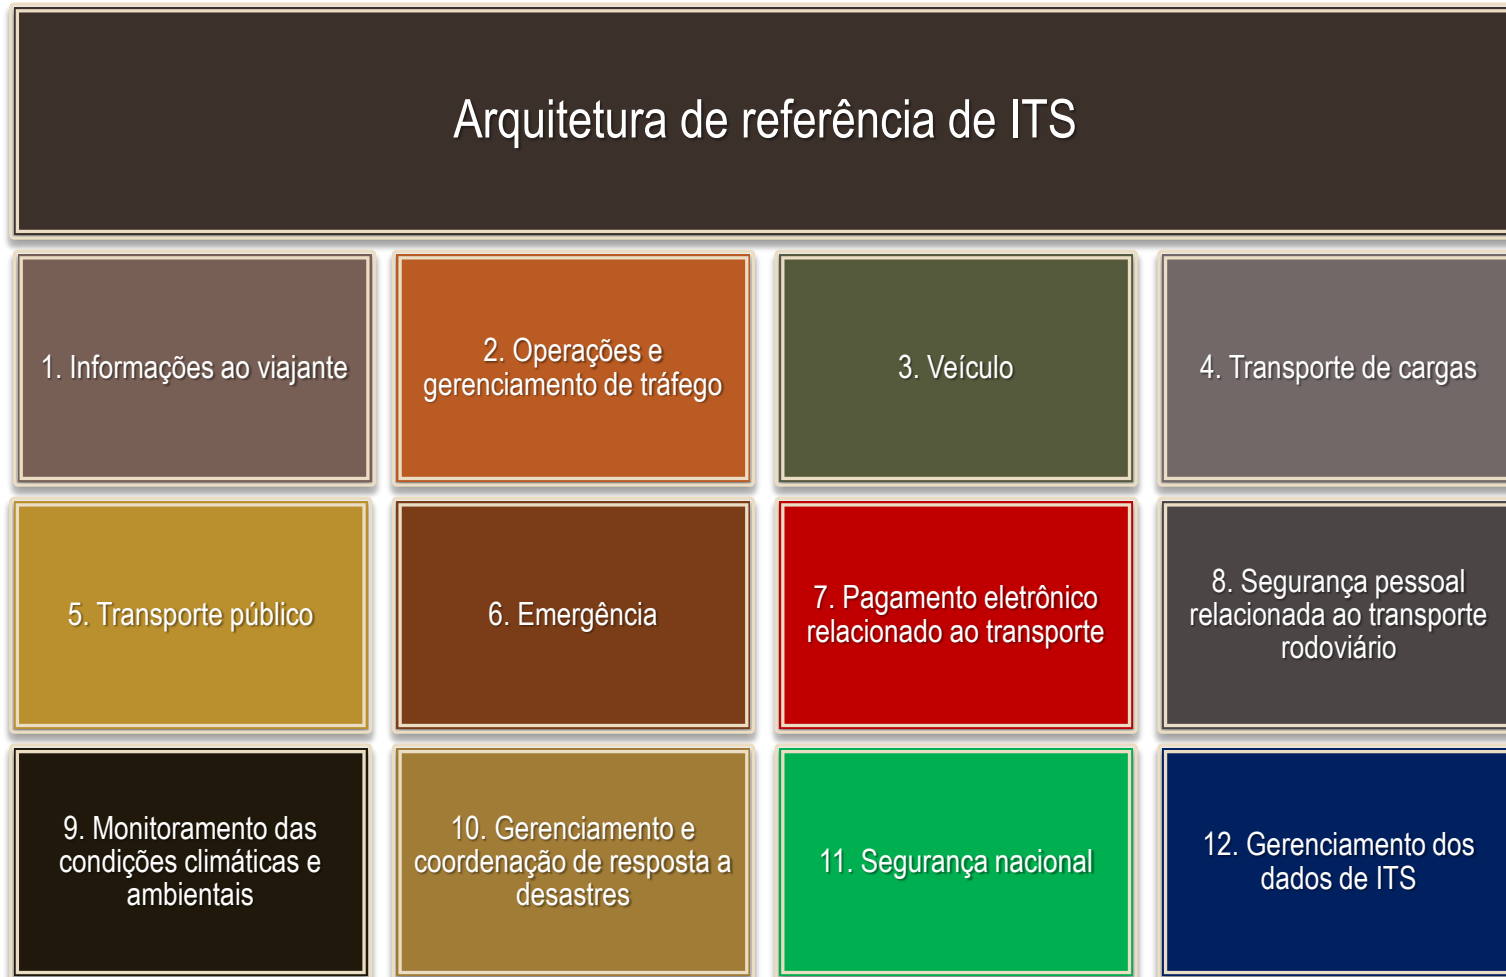 Arquitetura de referência de ITS
1. Informações ao viajante
2. Operações e
gerenciamento de tráfego
3. Veículo
4. Transporte de cargas
5. Transporte público
6. Emergência
7. Pagamento eletrônico
relacionado ao transporte
8. Segurança pessoal
relacionada ao transporte
rodoviário
9. Monitoramento das
condições climáticas e
ambientais
10. Gerenciamento e
coordenação de resposta a
desastres
11. Segurança nacional
12. Gerenciamento dos
dados de ITS